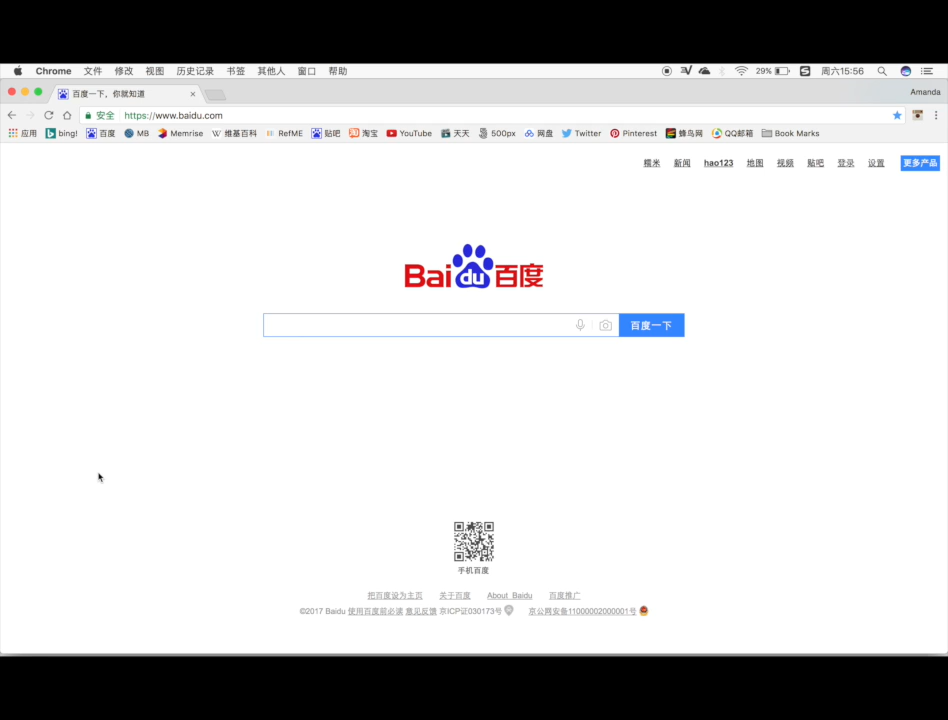 Chrome 文件 修改 视图 历史记录 书签 其他人 窗口 帮助 29% 周六15:56
百度一下，你就知道 Amanda
安全 https://www.baidu.com
应用 bing! 百度 MB Memrise 维基百科 RefME 贴吧 淘宝 YouTube 天天 500px 网盘 Twitter Pinterest 蜂鸟网 QQ邮箱 Book Marks
糯米 新闻 hao123 地图 视频 贴吧 登录 设置 更多产品
Bai du 百度
百度一下
手机百度
把百度设为主页 关于百度 About Baidu 百度推广
©2017 Baidu 使用百度前必读 意见反馈 京ICP证030173号 京公网安备11000002000001号